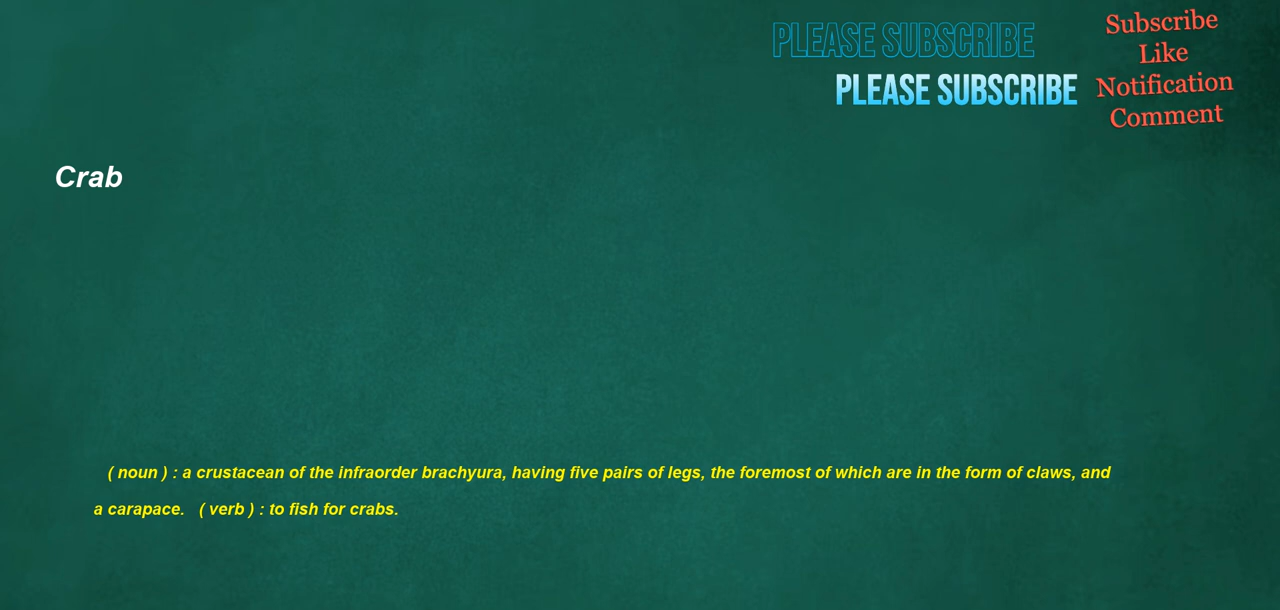 PLEASE SUBSCRIBE
PLEASE SUBSCRIBE
Subscribe
Like
Notification
Comment
Crab
( noun ) : a crustacean of the infraorder brachyura, having five pairs of legs, the foremost of which are in the form of claws, and
a carapace. ( verb ) : to fish for crabs.